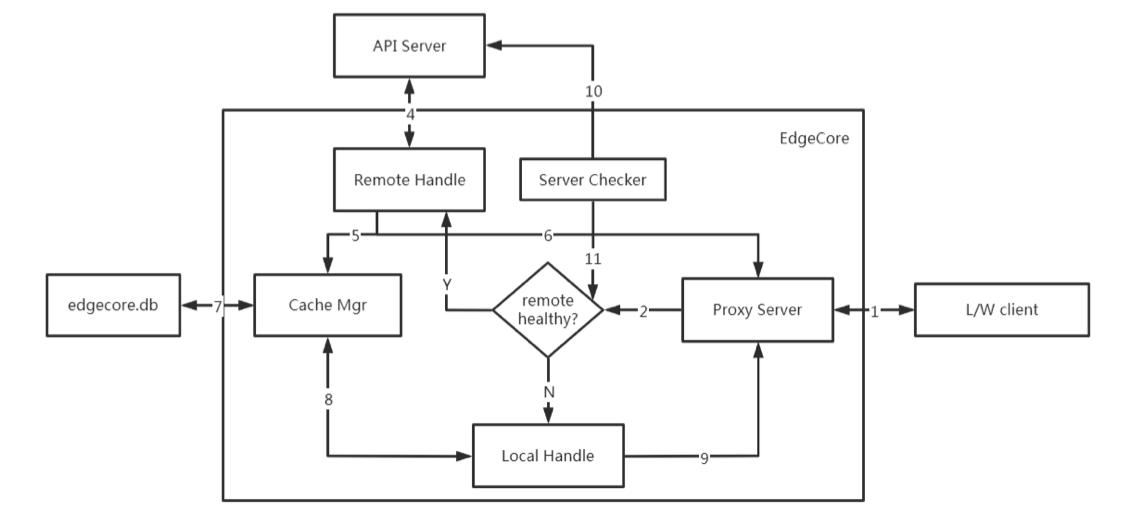 API Server
10
4
EdgeCore
Remote Handle
Server Checker
5
6
11
Y
edgecore.db
7
Cache Mgr
remote
healthy?
2
Proxy Server
1
L/W client
N
8
Local Handle
9